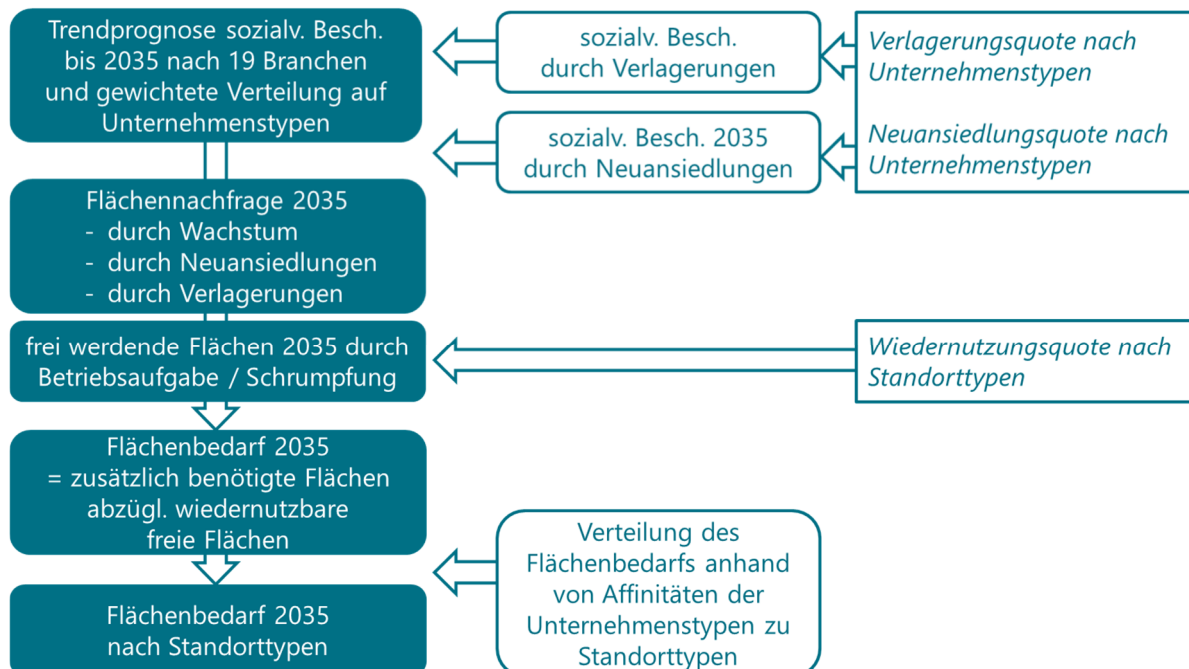 Trendprognose sozialv. Besch.
bis 2035 nach 19 Branchen
und gewichtete Verteilung auf
Unternehmenstypen
sozialv. Besch.
durch Verlagerungen
Verlagerungsquote nach
Unternehmenstypen
sozialv. Besch. 2035
durch Neuansiedlungen
Neuansiedlungsquote nach
Unternehmenstypen
Flächennachfrage 2035
- durch Wachstum
- durch Neuansiedlungen
- durch Verlagerungen
frei werdende Flächen 2035 durch
Betriebsaufgabe / Schrumpfung
Wiedernutzungsquote nach
Standorttypen
Flächenbedarf 2035
= zusätzlich benötigte Flächen
abzügl. wiedernutzbare
freie Flächen
Verteilung des
Flächenbedarfs anhand
von Affinitäten der
Unternehmenstypen zu
Standorttypen
Flächenbedarf 2035
nach Standorttypen